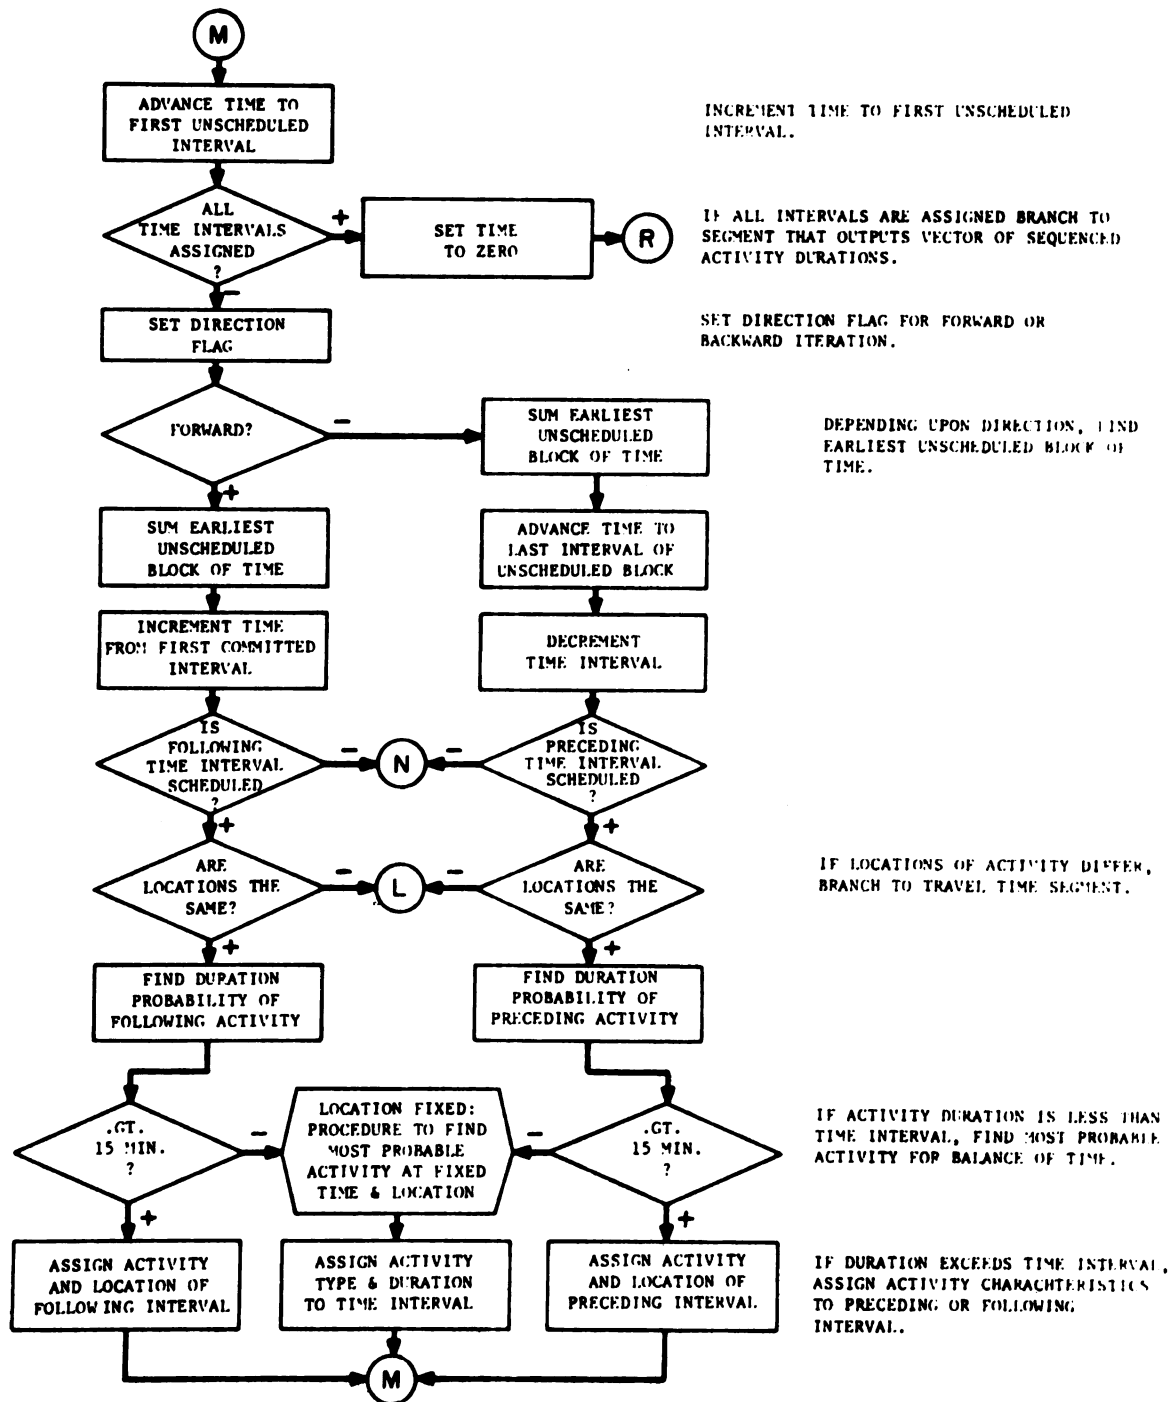 M
ADVANCE TIME TO
FIRST UNSCHEDULED
INTERVAL
INCREMENT TIME TO FIRST UNSCHEDULED
INTERVAL.
ALL
TIME INTERVALS
ASSIGNED
?
+
SET TIME
TO ZERO
R
IF ALL INTERVALS ARE ASSIGNED BRANCH TO
SEGMENT THAT OUTPUTS VECTOR OF SEQUENCED
ACTIVITY DURATIONS.
-
SET DIRECTION
FLAG
SET DIRECTION FLAG FOR FORWARD OR
BACKWARD ITERATION.
FORWARD?
-
SUM EARLIEST
UNSCHEDULED
BLOCK OF TIME
DEPENDING UPON DIRECTION, FIND
EARLIEST UNSCHEDULED BLOCK OF
TIME.
+
SUM EARLIEST
UNSCHEDULED
BLOCK OF TIME
ADVANCE TIME TO
LAST INTERVAL OF
UNSCHEDULED BLOCK
INCREMENT TIME
FROM FIRST COMMITTED
INTERVAL
DECREMENT
TIME INTERVAL
IS
FOLLOWING
TIME INTERVAL
SCHEDULED
?
-
N
-
IS
PRECEDING
TIME INTERVAL
SCHEDULED
?
+
+
ARE
LOCATIONS THE
SAME?
-
L
-
ARE
LOCATIONS THE
SAME?
IF LOCATIONS OF ACTIVITY DIFFER,
BRANCH TO TRAVEL TIME SEGMENT.
+
+
FIND DURATION
PROBABILITY OF
FOLLOWING ACTIVITY
FIND DURATION
PROBABILITY OF
PRECEDING ACTIVITY
.GT.
15 MIN.
?
-
LOCATION FIXED:
PROCEDURE TO FIND
MOST PROBABLE
ACTIVITY AT FIXED
TIME & LOCATION
-
.GT.
15 MIN.
?
IF ACTIVITY DURATION IS LESS THAN
TIME INTERVAL, FIND MOST PROBABLE
ACTIVITY FOR BALANCE OF TIME.
+
+
ASSIGN ACTIVITY
AND LOCATION OF
FOLLOWING INTERVAL
ASSIGN ACTIVITY
TYPE & DURATION
TO TIME INTERVAL
ASSIGN ACTIVITY
AND LOCATION OF
PRECEDING INTERVAL
IF DURATION EXCEEDS TIME INTERVAL,
ASSIGN ACTIVITY CHARACHTERISTICS
TO PRECEDING OR FOLLOWING
INTERVAL.
M